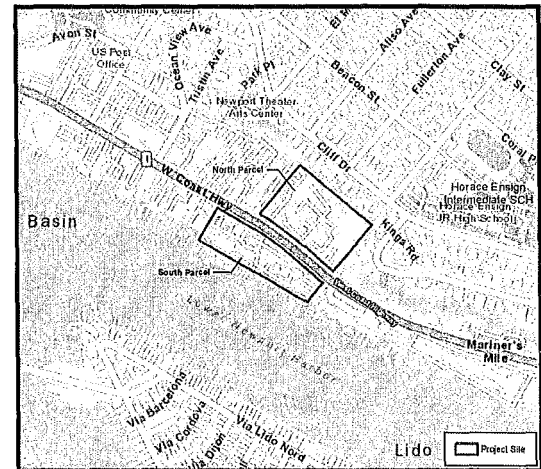 Community Center
Avon St
US Post
Office
Ocean View Ave
Tustin Ave
Park Pl
El M
Aliso Ave
Beacon St
Fullerton Ave
Clay St
Coral P
Newport Theater
Arts Center
Cliff Dr
North Parcel
1
W Coast Hwy
Horace Ensign
Intermediate SCH
Horace Ensign
JR High School
Kings Rd
Basin
South Parcel
Lower Newport Harbor
Mariner's
Mile
Via Barcelona
Via Cordova
Via Dijon
Via Lido Nord
Lido
Project Site